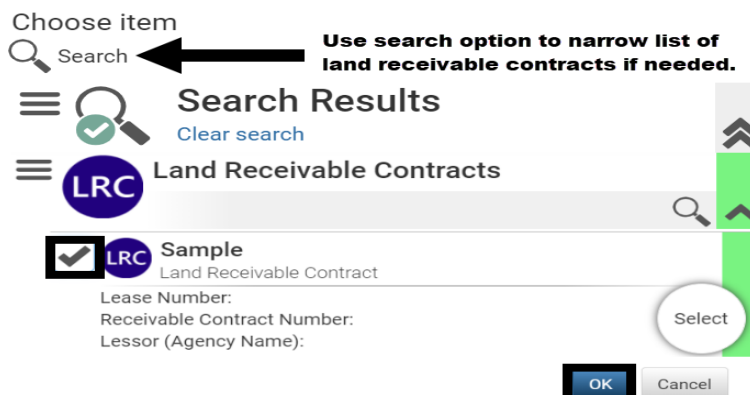 Choose item
Search
Use search option to narrow list of
land receivable contracts if needed.
Search Results
Clear search
LRC
Land Receivable Contracts
LRC
Sample
Land Receivable Contract
Lease Number:
Receivable Contract Number:
Lessor (Agency Name):
Select
OK
Cancel